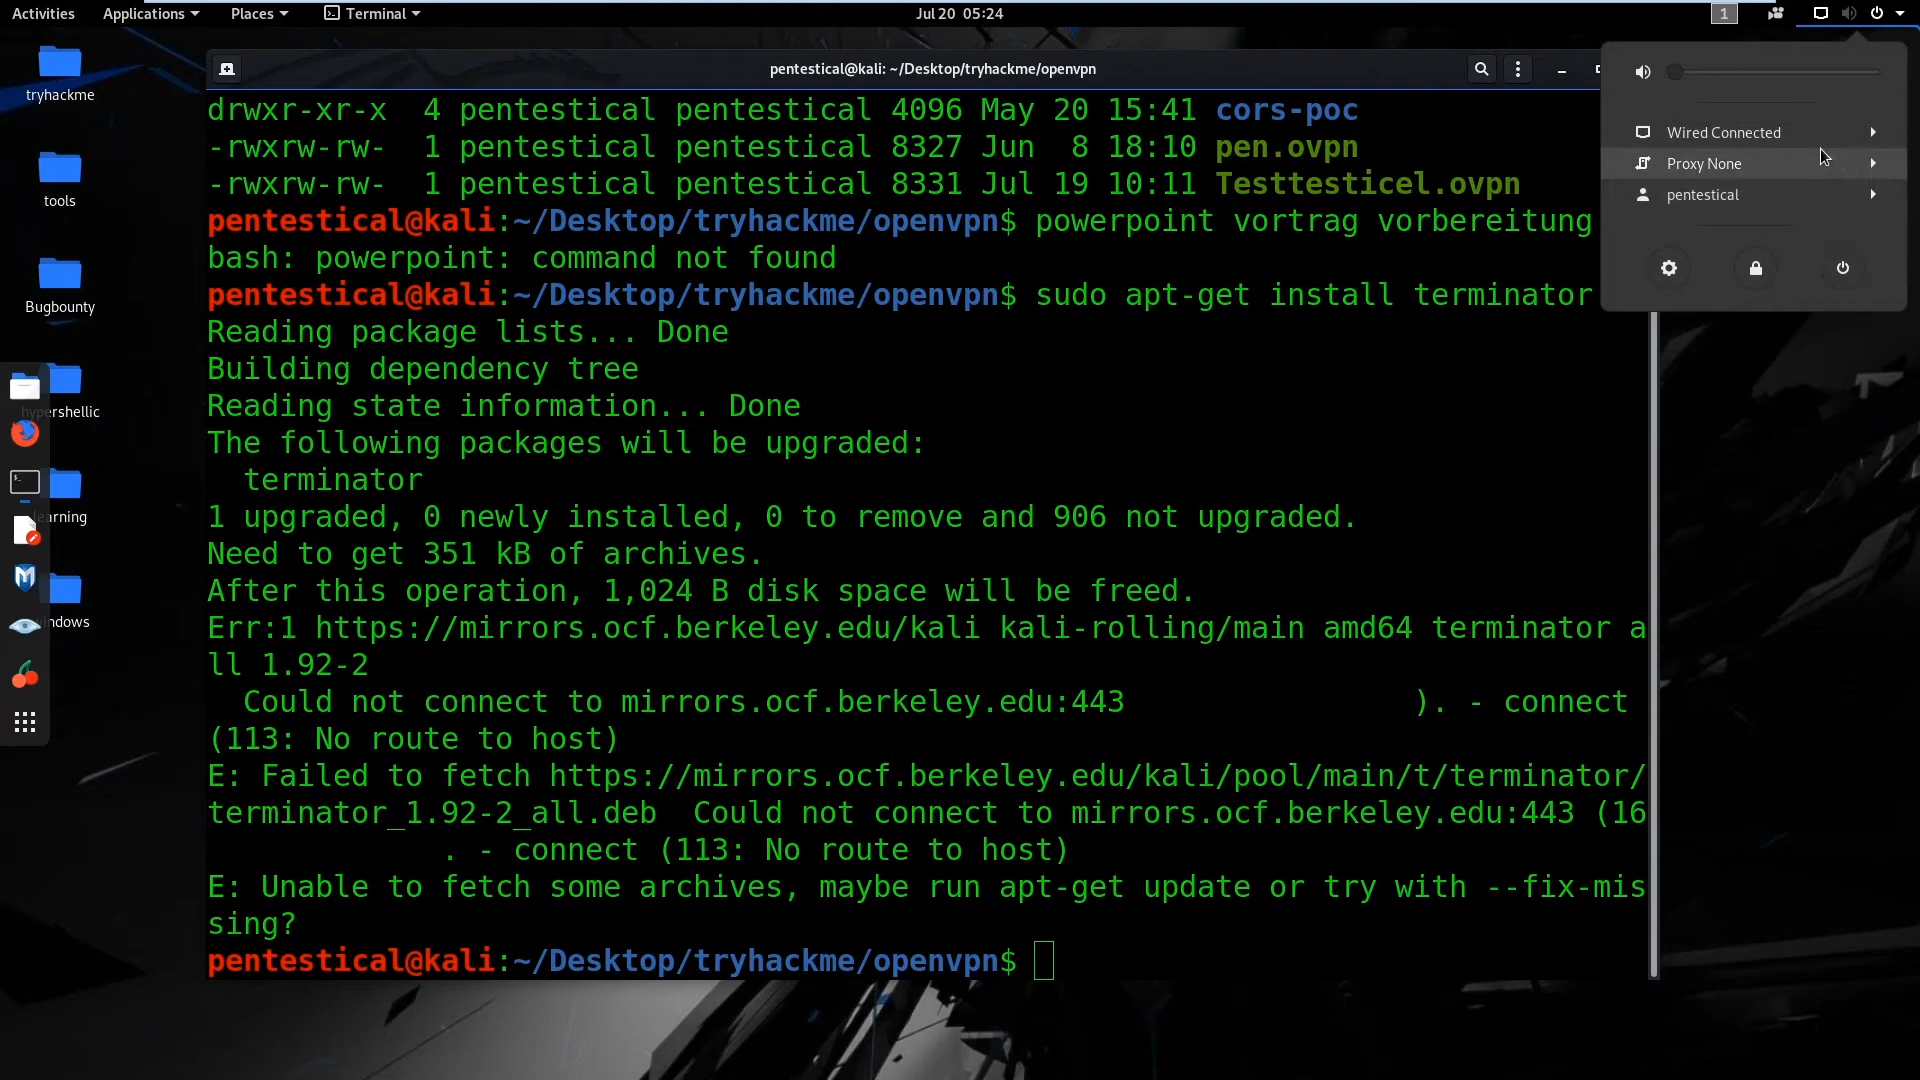 Activities Applications Places Terminal Jul 20 05:24 1
tryhackme
tools
Bugbounty
hypershellic
learning
windows
pentestical@kali: ~/Desktop/tryhackme/openvpn
drwxr-xr-x 4 pentestical pentestical 4096 May 20 15:41 cors-poc
-rwxrw-rw- 1 pentestical pentestical 8327 Jun 8 18:10 pen.ovpn
-rwxrw-rw- 1 pentestical pentestical 8331 Jul 19 10:11 Testtesticel.ovpn
pentestical@kali:~/Desktop/tryhackme/openvpn$ powerpoint vortrag vorbereitung
bash: powerpoint: command not found
pentestical@kali:~/Desktop/tryhackme/openvpn$ sudo apt-get install terminator
Reading package lists... Done
Building dependency tree
Reading state information... Done
The following packages will be upgraded:
terminator
1 upgraded, 0 newly installed, 0 to remove and 906 not upgraded.
Need to get 351 kB of archives.
After this operation, 1,024 B disk space will be freed.
Err:1 https://mirrors.ocf.berkeley.edu/kali kali-rolling/main amd64 terminator a
ll 1.92-2
Could not connect to mirrors.ocf.berkeley.edu:443 ). - connect
(113: No route to host)
E: Failed to fetch https://mirrors.ocf.berkeley.edu/kali/pool/main/t/terminator/
terminator_1.92-2_all.deb Could not connect to mirrors.ocf.berkeley.edu:443 (16
. - connect (113: No route to host)
E: Unable to fetch some archives, maybe run apt-get update or try with --fix-mis
sing?
pentestical@kali:~/Desktop/tryhackme/openvpn$
Wired Connected
Proxy None
pentestical